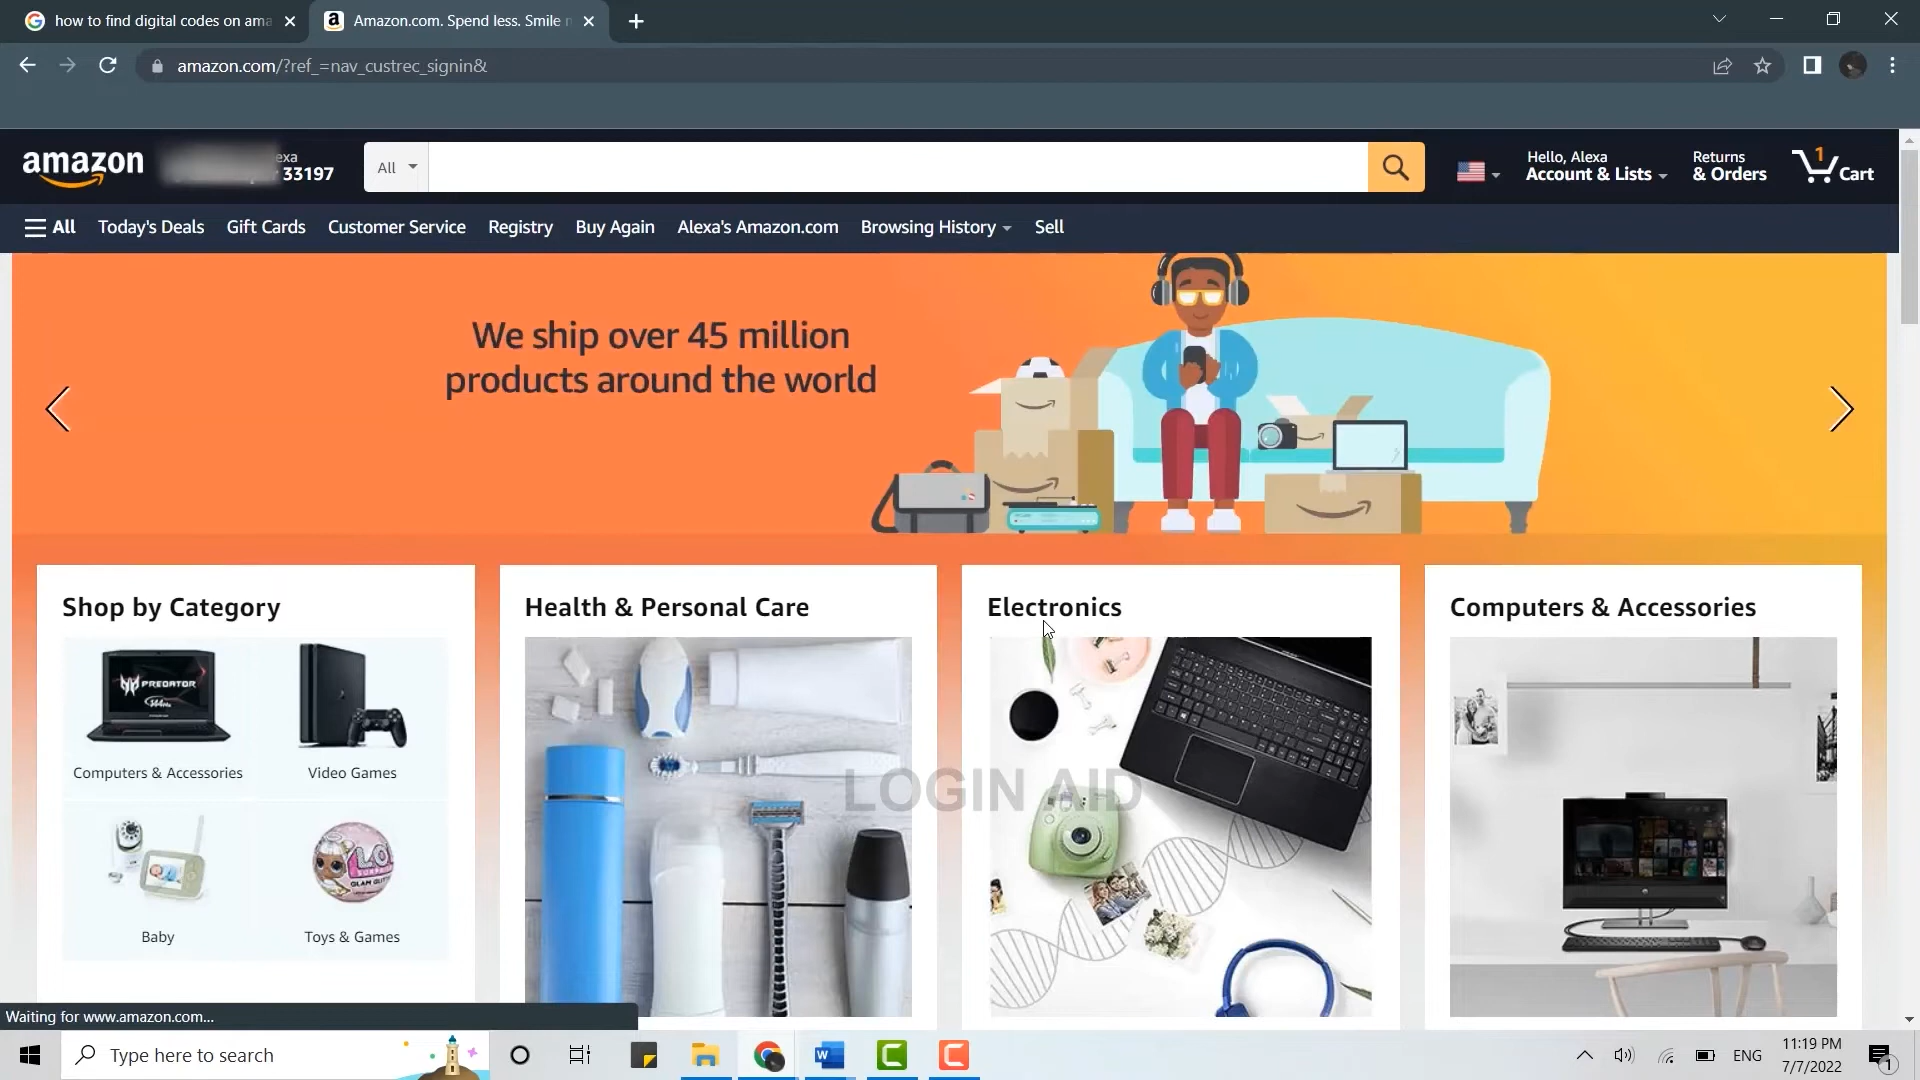 how to find digital codes on ama
Amazon.com. Spend less. Smile
amazon.com/?ref_=nav_custrec_signin&
amazon
exa
33197
All
Hello, Alexa
Account & Lists
Returns
& Orders
1
Cart
All
Today's Deals
Gift Cards
Customer Service
Registry
Buy Again
Alexa's Amazon.com
Browsing History
Sell
We ship over 45 million
products around the world
Shop by Category
Health & Personal Care
Electronics
Computers & Accessories
PREDATOR
Computers & Accessories
Video Games
Baby
Toys & Games
LOGIN AID
Waiting for www.amazon.com...
Type here to search
ENG
11:19 PM
7/7/2022
1